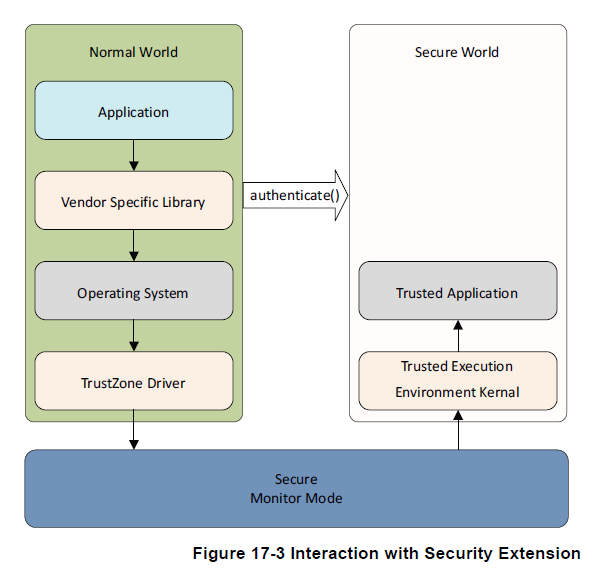 Normal World
Secure World
Application
Vendor Specific Library
authenticate()
Operating System
Trusted Application
TrustZone Driver
Trusted Execution
Environment Kernel
Secure
Monitor Mode
Figure 17-3 Interaction with Security Extension